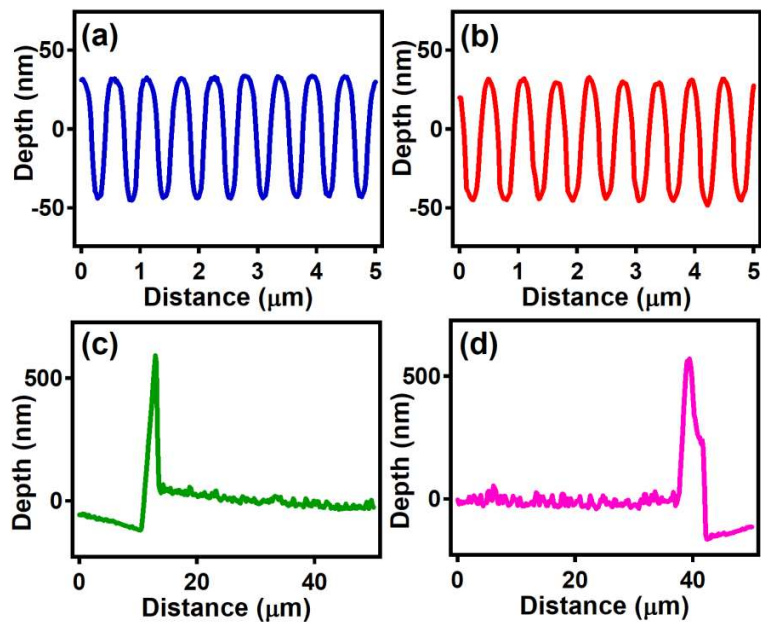 (a)
50
0
-50
Depth (nm)
0 1 2 3 4 5
Distance (μm)
(b)
50
0
-50
Depth (nm)
0 1 2 3 4 5
Distance (μm)
(c)
500
0
Depth (nm)
0 20 40
Distance (μm)
(d)
500
0
Depth (nm)
0 20 40
Distance (μm)